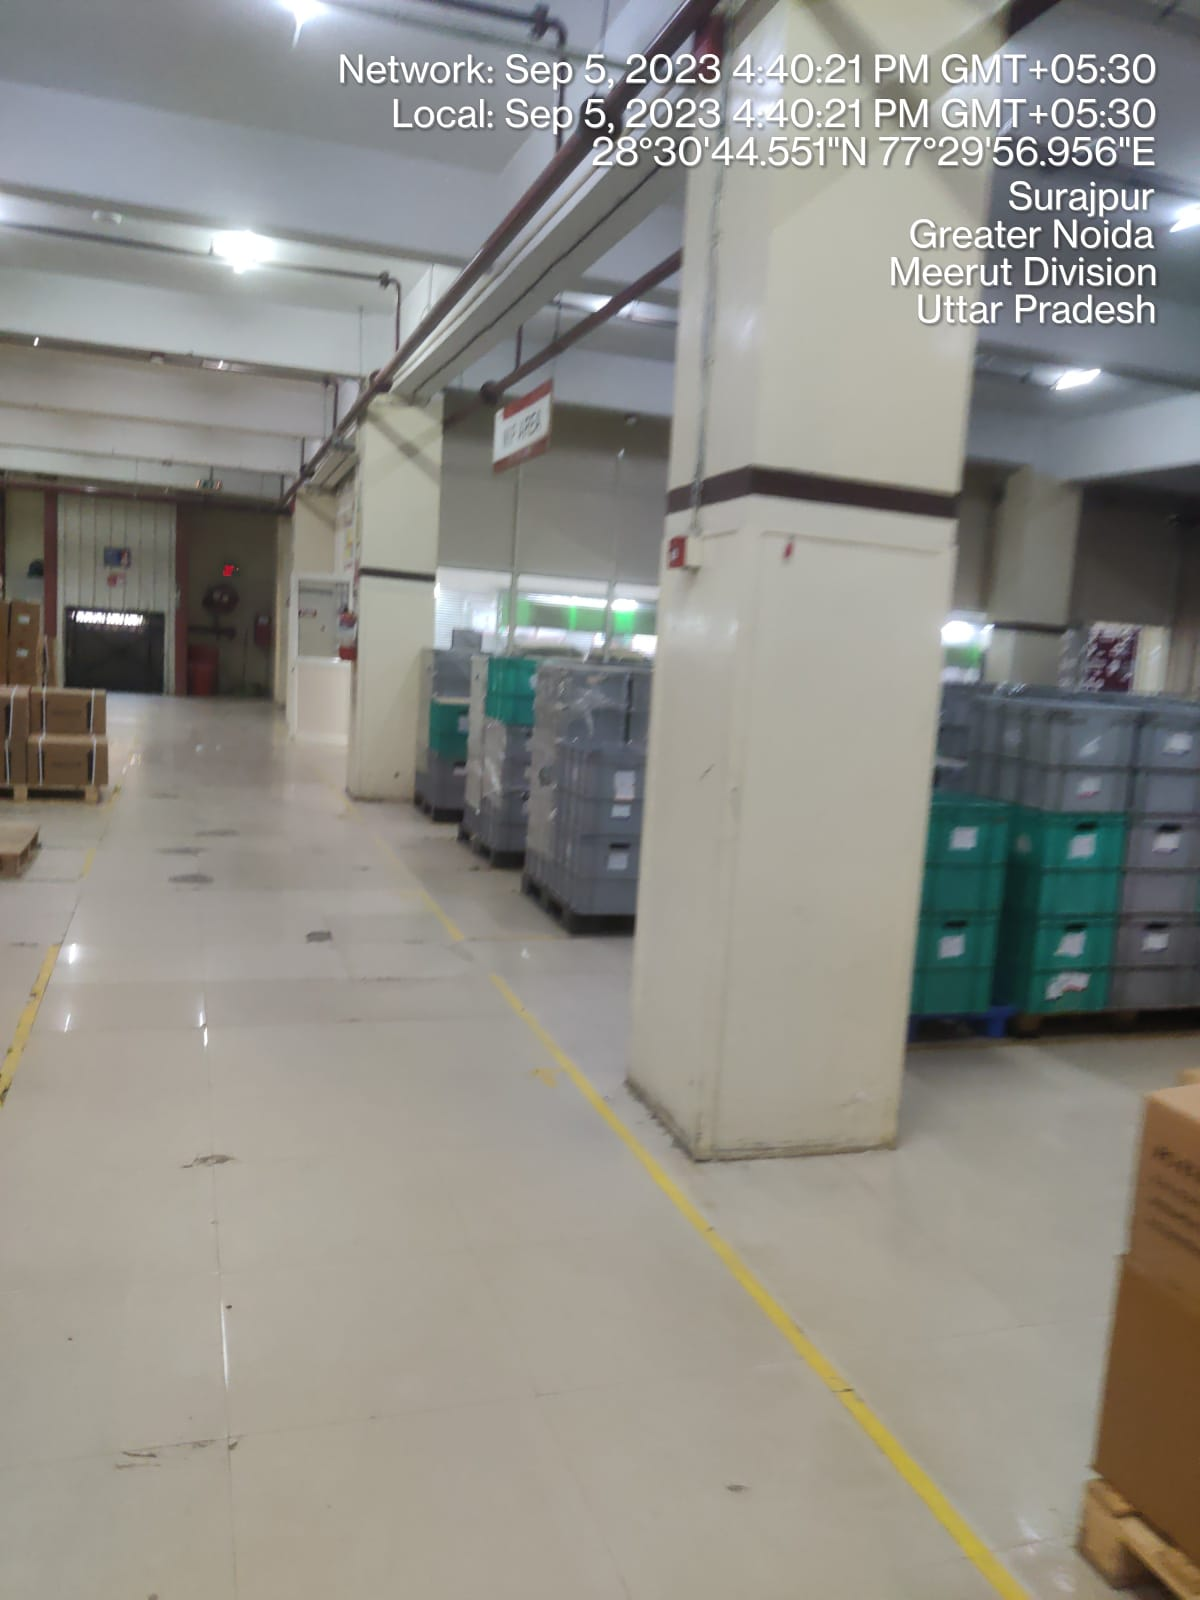 Network: Sep 5, 2023 4:40:21 PM GMT+05:30
Local: Sep 5, 2023 4:40:21 PM GMT+05:30
28°30'44.551"N 77°29'56.956"E
Surajpur
Greater Noida
Meerut Division
Uttar Pradesh
AREA